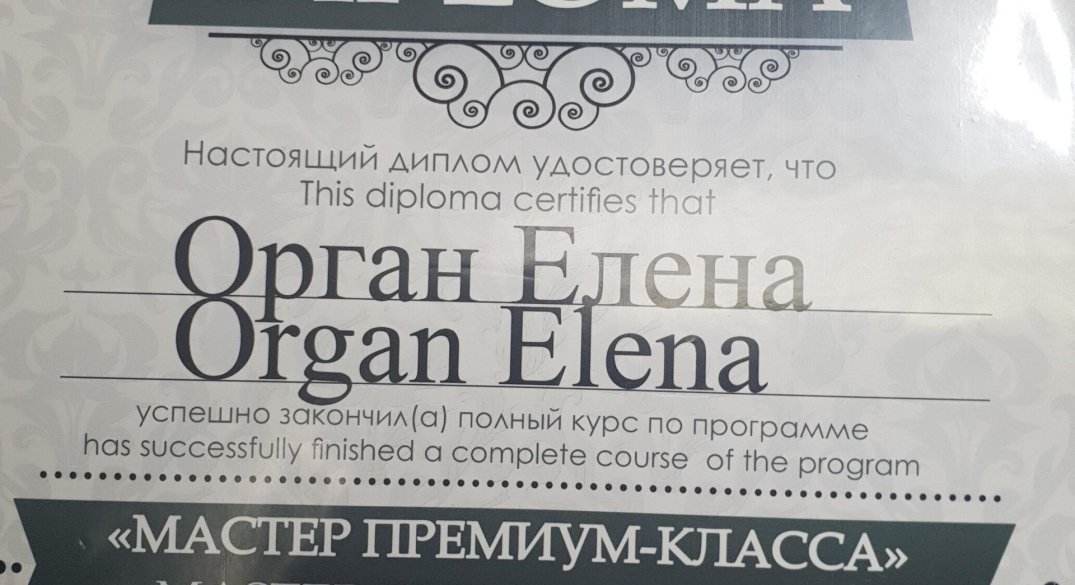 Настоящий диплом удостоверяет, что
This diploma certifies that
Орган Елена
Organ Elena
успешно закончил(а) полный курс по программе
has successfully finished a complete course of the program
«МАСТЕР ПРЕМИУМ-КЛАССА»